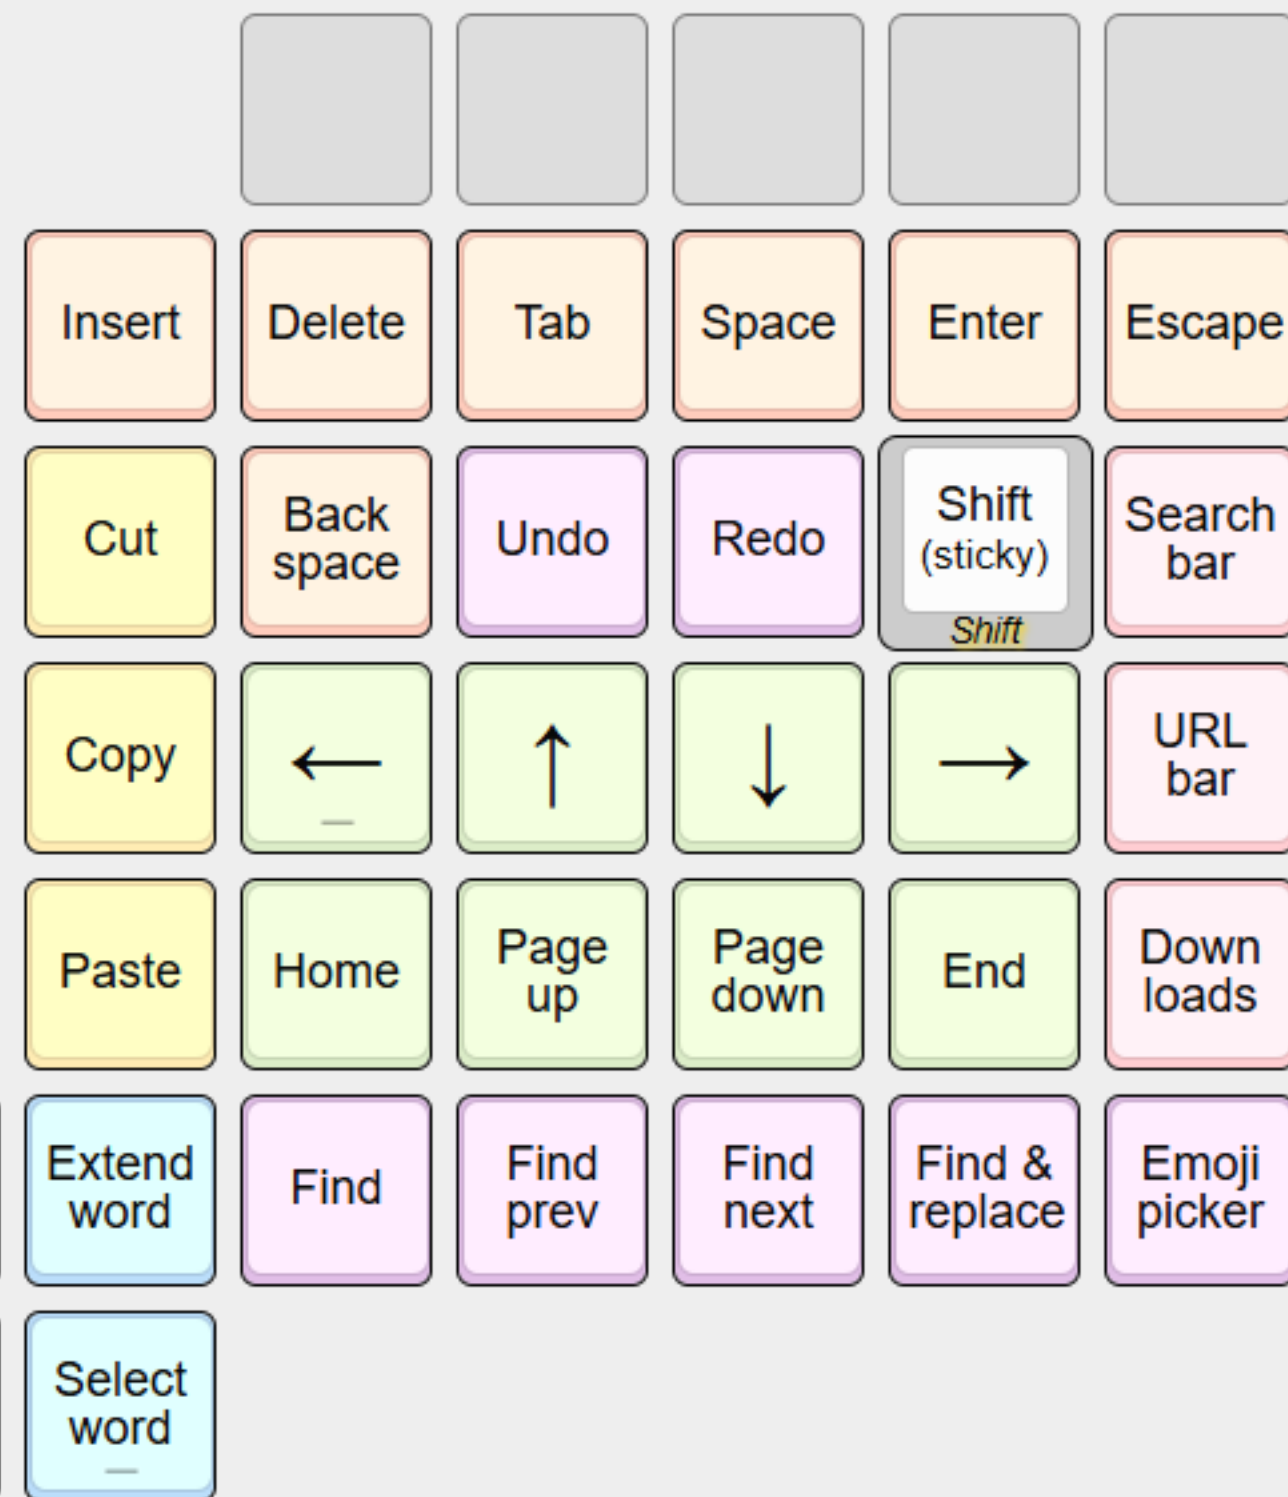 Insert
Delete
Tab
Space
Enter
Escape
Cut
Back
space
Undo
Redo
Shift
(sticky)
Shift
Search
bar
Copy
←
↑
↓
→
URL
bar
Paste
Home
Page
up
Page
down
End
Down
loads
Extend
word
Find
Find
prev
Find
next
Find &
replace
Emoji
picker
Select
word